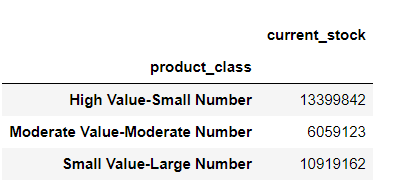 current_stock
product_class
High Value-Small Number 13399842
Moderate Value-Moderate Number 6059123
Small Value-Large Number 10919162